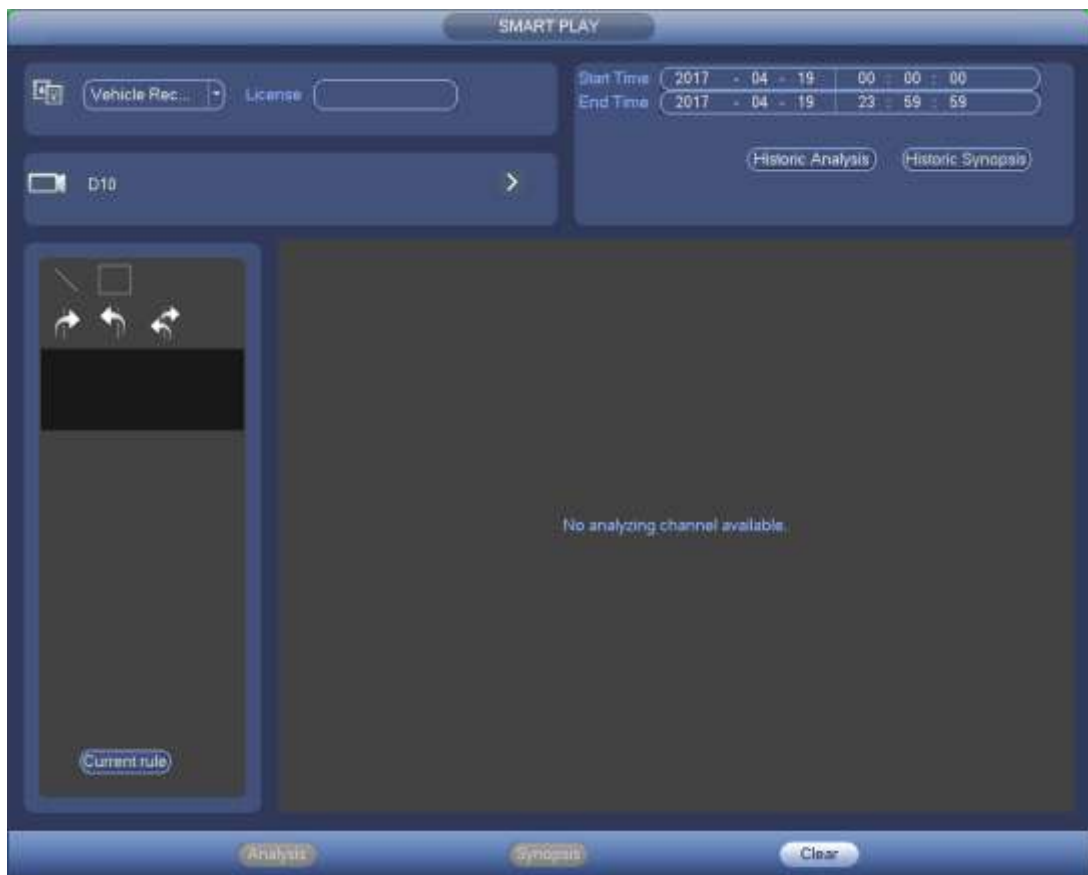 SMART PLAY
Vehicle Rec... License
Start Time 2017 - 04 - 19 00 : 00 : 00
End Time 2017 - 04 - 19 23 : 59 : 59
Historic Analysis Historic Synopsis
D10
No analyzing channel available.
Current rule
Analysis Synopsis Clear